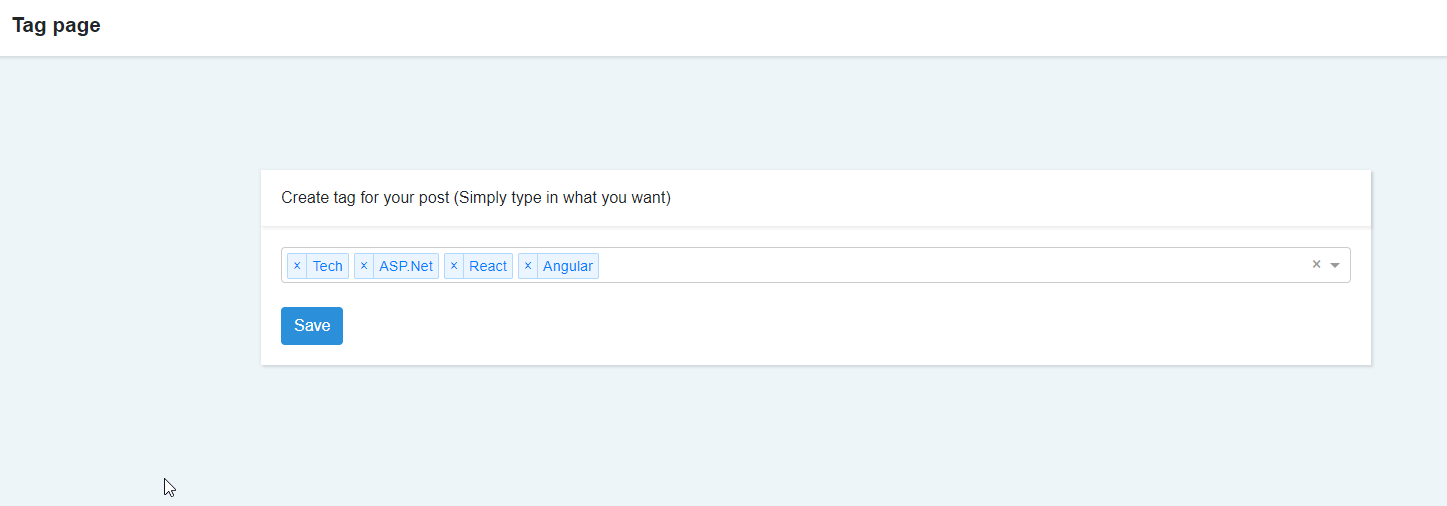 Tag page
Create tag for your post (Simply type in what you want)
× Tech × ASP.Net × React × Angular ×
Save